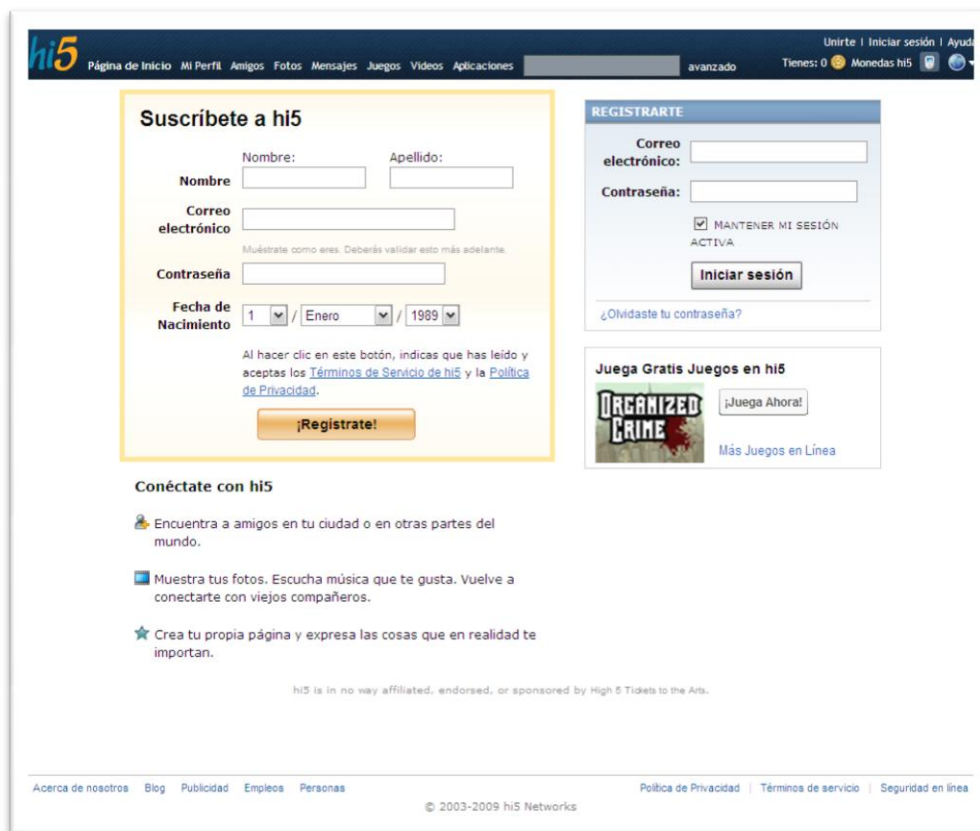 Unirte | Iniciar sesión | Ayuda
hi5 Página de Inicio Mi Perfil Amigos Fotos Mensajes Juegos Videos Aplicaciones avanzado Tienes: 0 Monedas hi5
Suscríbete a hi5
Nombre: Apellido:
Nombre
Correo
electrónico
Muéstrate como eres. Deberás validar esto más adelante.
Contraseña
Fecha de
Nacimiento
1 / Enero / 1989
Al hacer clic en este botón, indicas que has leído y
aceptas los Términos de Servicio de hi5 y la Política
de Privacidad.
¡Regístrate!
REGISTRARTE
Correo
electrónico:
Contraseña:
MANTENER MI SESIÓN
ACTIVA
Iniciar sesión
¿Olvidaste tu contraseña?
Juega Gratis Juegos en hi5
ORGANIZED
CRIME
¡Juega Ahora!
Más Juegos en Línea
Conéctate con hi5
Encuentra a amigos en tu ciudad o en otras partes del
mundo.
Muestra tus fotos. Escucha música que te gusta. Vuelve a
conectarte con viejos compañeros.
Crea tu propia página y expresa las cosas que en realidad te
importan.
hi5 is in no way affiliated, endorsed, or sponsored by High 5 Tickets to the Arts.
Acerca de nosotros Blog Publicidad Empleos Personas Política de Privacidad | Términos de servicio | Seguridad en línea
© 2003-2009 hi5 Networks